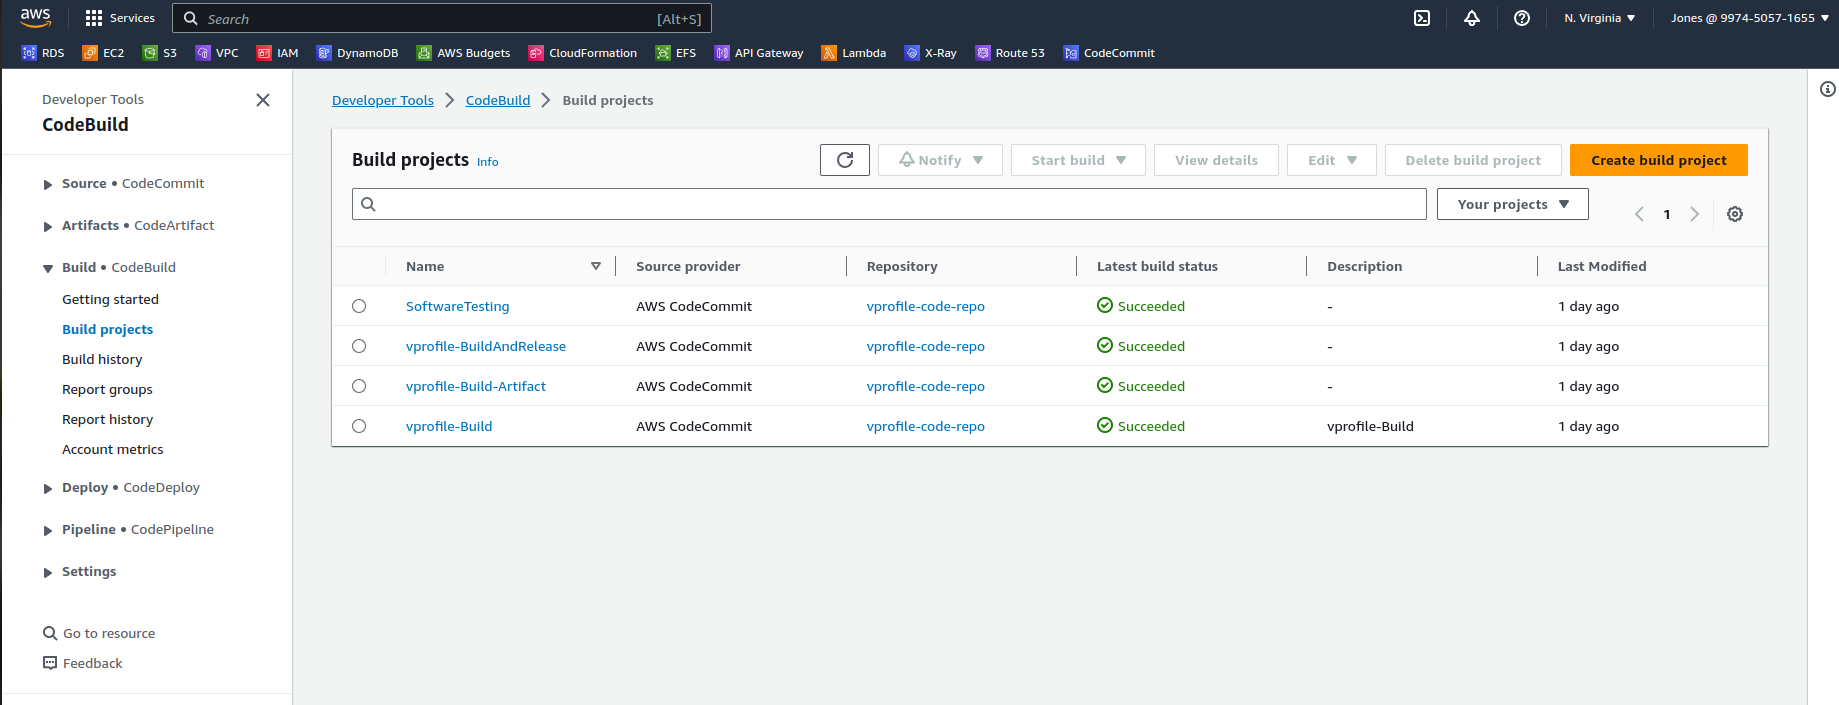 aws Services Search [Alt+S] N. Virginia Jones @ 9974-5057-1655
RDS EC2 S3 VPC IAM DynamoDB AWS Budgets CloudFormation EFS API Gateway Lambda X-Ray Route 53 CodeCommit
Developer Tools
CodeBuild
Source • CodeCommit
Artifacts • CodeArtifact
Build • CodeBuild
Getting started
Build projects
Build history
Report groups
Report history
Account metrics
Deploy • CodeDeploy
Pipeline • CodePipeline
Settings
Go to resource
Feedback
Developer Tools CodeBuild Build projects
Build projects Info Notify Start build View details Edit Delete build project Create build project
Your projects 1
Name Source provider Repository Latest build status Description Last Modified
SoftwareTesting AWS CodeCommit vprofile-code-repo Succeeded - 1 day ago
vprofile-BuildAndRelease AWS CodeCommit vprofile-code-repo Succeeded - 1 day ago
vprofile-Build-Artifact AWS CodeCommit vprofile-code-repo Succeeded - 1 day ago
vprofile-Build AWS CodeCommit vprofile-code-repo Succeeded vprofile-Build 1 day ago